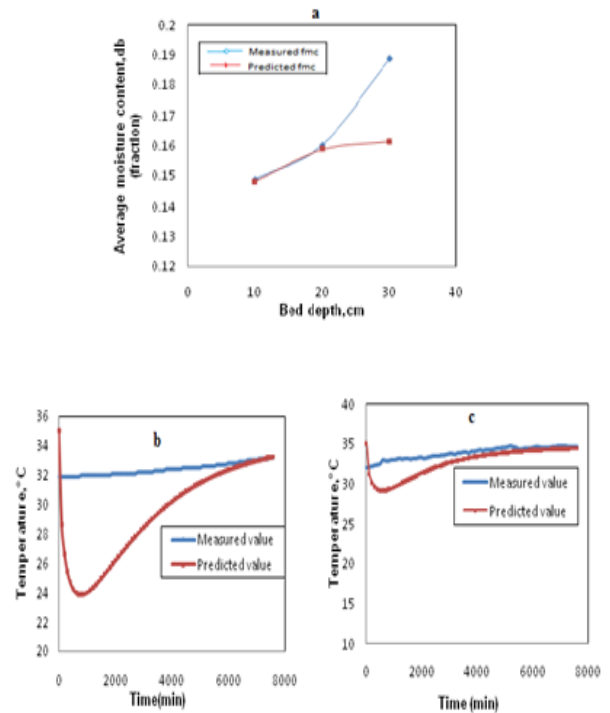 a
0.2
0.19
0.18
0.17
0.16
0.15
0.14
0.13
0.12
Average moisture content,db
(fraction)
Measured fmc
Predicted fmc
0 10 20 30 40
Bed depth,cm
b
36
34
32
30
28
26
24
22
20
Temperature,° C
Measured value
Predicted value
0 2000 4000 6000 8000
Time(min)
c
40
35
30
25
20
15
10
Temperature,° C
Measured value
Predicted value
0 2000 4000 6000 8000
Time (min)